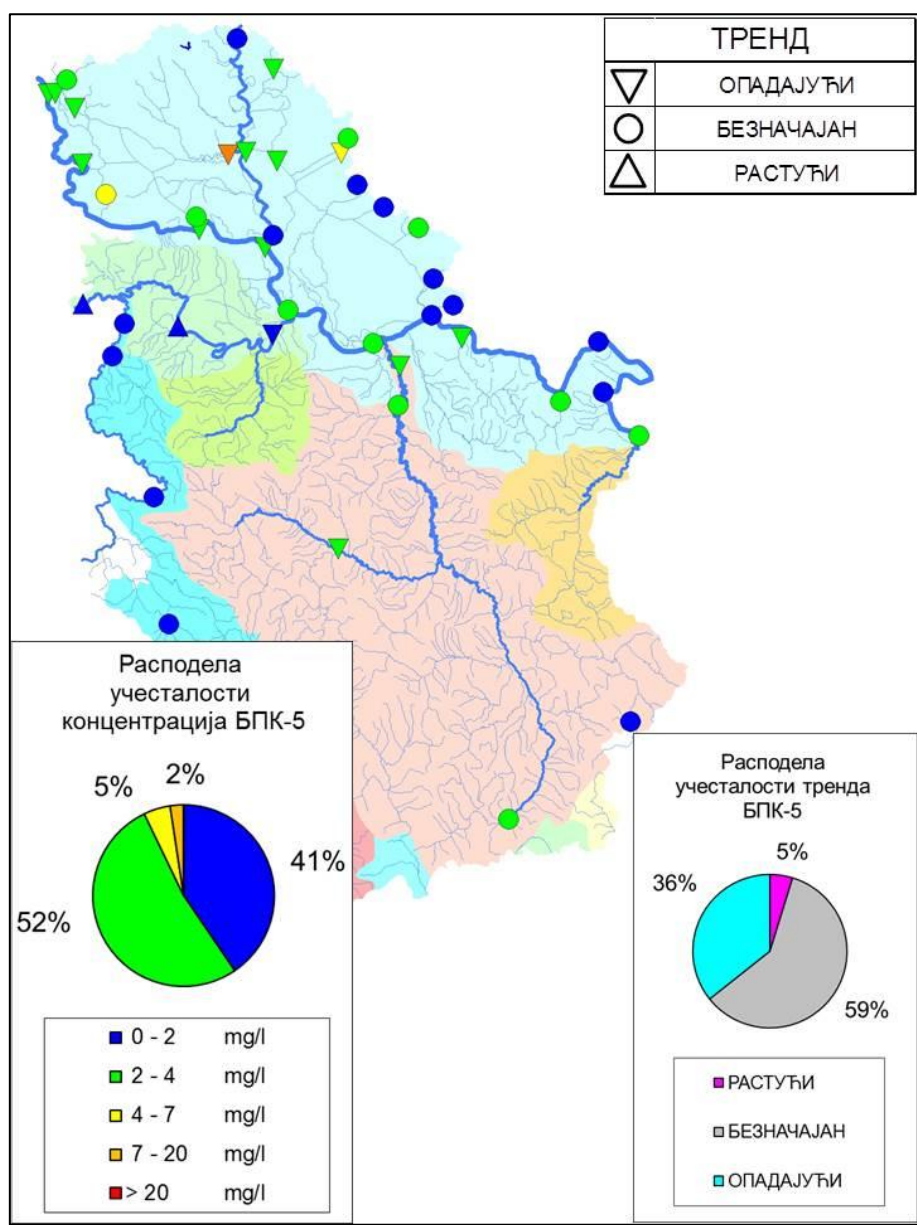 ТРЕНД
ОПАДАЈУЋИ
БЕЗНАЧАЈАН
РАСТУЋИ
Расподела
учесталости
концентрација БПК-5
5%
2%
41%
52%
0 - 2 mg/l
2 - 4 mg/l
4 - 7 mg/l
7 - 20 mg/l
> 20 mg/l
Расподела
учесталости тренда
БПК-5
5%
36%
59%
РАСТУЋИ
БЕЗНАЧАЈАН
ОПАДАЈУЋИ